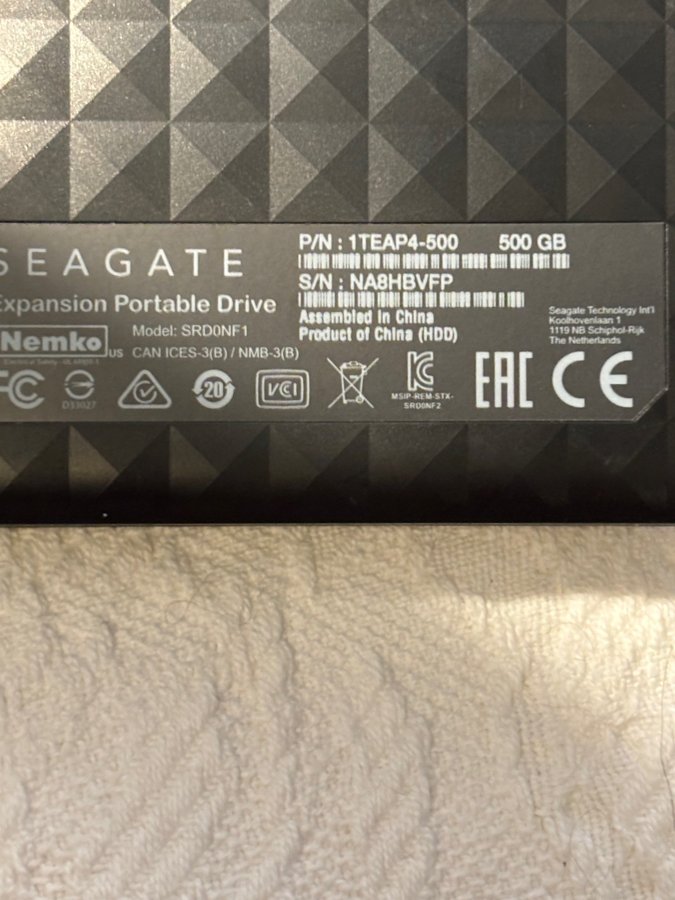 SEAGATE
Expansion Portable Drive
P/N : 1TEAP4-500 500 GB
S/N : NA8HBVFP
Assembled in China
Product of China (HDD)
Seagate Technology Int'l
Koolhovenlaan 1
1119 NB Schiphol-Rijk
The Netherlands
Nemko
US
Model: SRD0NF1
CAN ICES-3(B) / NMB-3(B)
FC
D33027
20
VCI
MSIP-REM-STX-
SRD0NF2
EAC
CE